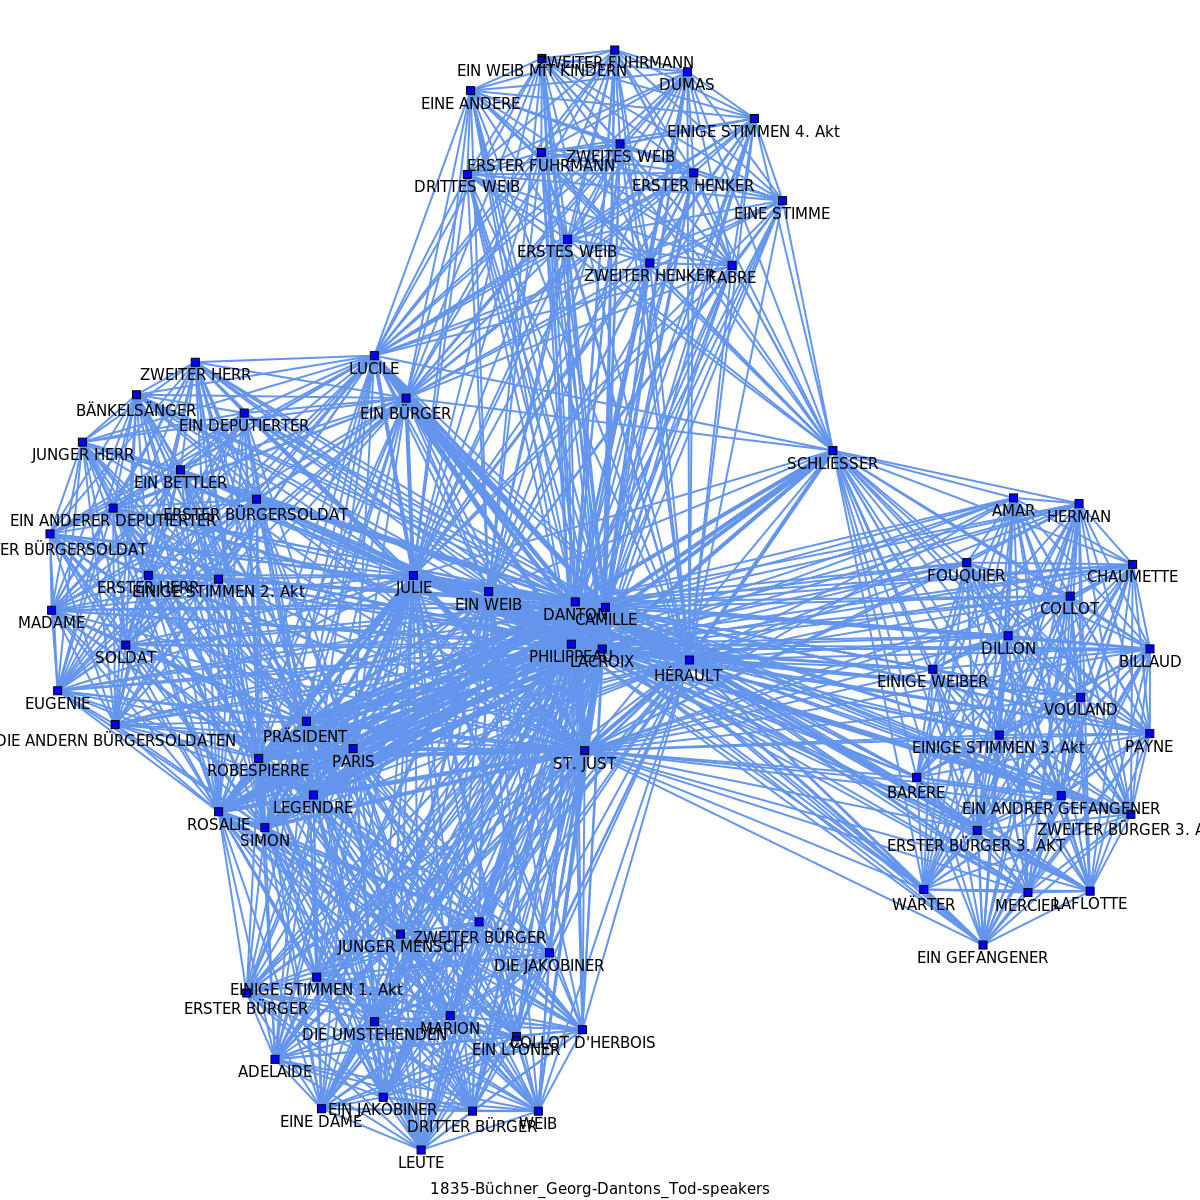 ZWEITER FUHRMANN
EIN WEIB MIT KINDERN
DUMAS
EINE ANDERE
EINIGE STIMMEN 4. Akt
ZWEITES WEIB
ERSTER FUHRMANN
DRITTES WEIB
ERSTER HENKER
EINE STIMME
ERSTES WEIB
ZWEITER HENKER
FABRE
LUCILE
ZWEITER HERR
BÄNKELSÄNGER
EIN BÜRGER
EIN DEPUTIERTER
JUNGER HERR
SCHLIESSER
EIN BETTLER
AMAR
HERMAN
ERSTER BÜRGERSOLDAT
EIN ANDERER DEPUTIERTER
ER BÜRGERSOLDAT
FOUQUIER
CHAUMETTE
ERSTER HERR
JULIE
EINIGE STIMMEN 2. Akt
EIN WEIB
COLLOT
DANTON
CAMILLE
MADAME
DILLON
SOLDAT
PHILIPPEAU
LACROIX
BILLAUD
HÉRAULT
EINIGE WEIBER
EUGENIE
VOULAND
PRÄSIDENT
DIE ANDERN BÜRGERSOLDATEN
EINIGE STIMMEN 3. Akt
PAYNE
PARIS
ST. JUST
ROBESPIERRE
BARÈRE
LEGENDRE
EIN ANDRER GEFANGENER
ROSALIE
ZWEITER BÜRGER 3. A
SIMON
ERSTER BÜRGER 3. AKT
WÄRTER
MERCIER
LAFLOTTE
ZWEITER BÜRGER
JUNGER MENSCH
EIN GEFANGENER
DIE JAKOBINER
EINIGE STIMMEN 1. Akt
ERSTER BÜRGER
MARION
DIE UMSTEHENDEN
COLLOT D'HERBOIS
EIN LYONER
ADELAIDE
EIN JAKOBINER
EINE DAME
WEIB
DRITTER BÜRGER
LEUTE
1835-Büchner_Georg-Dantons_Tod-speakers